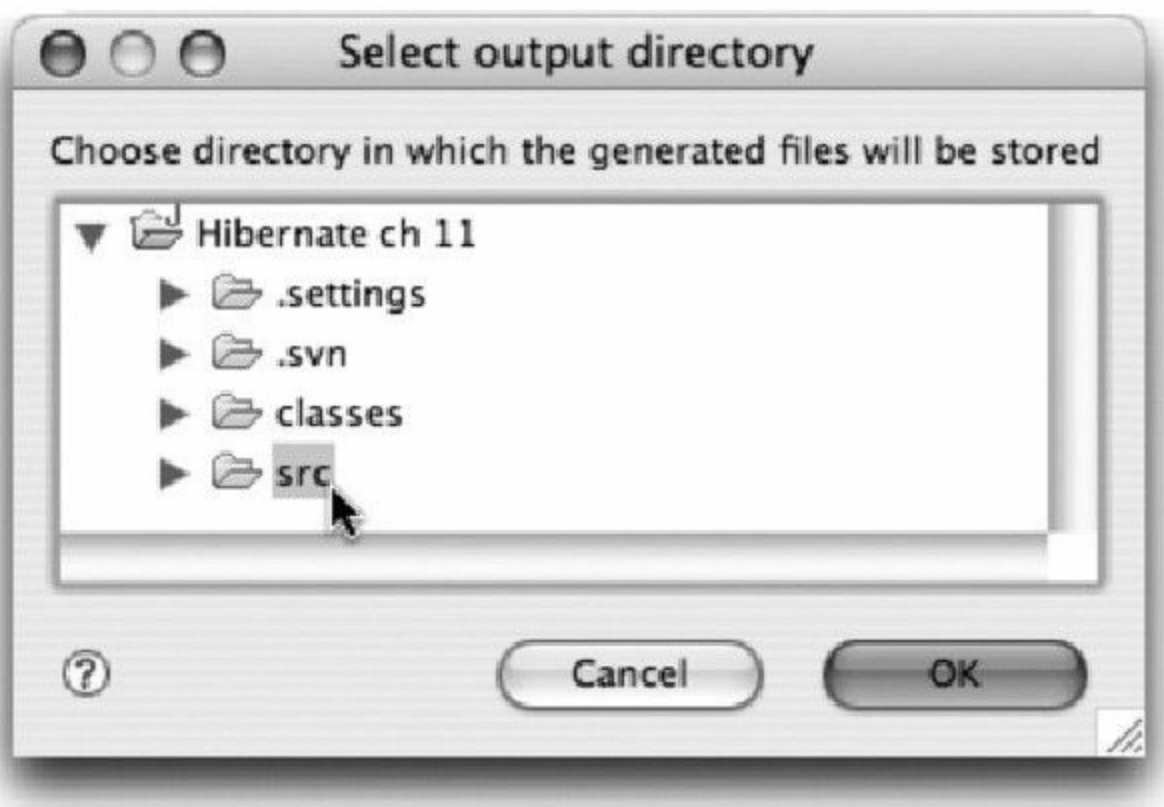 Select output directory
Choose directory in which the generated files will be stored
Hibernate ch 11
.settings
.svn
classes
src
?
Cancel
OK